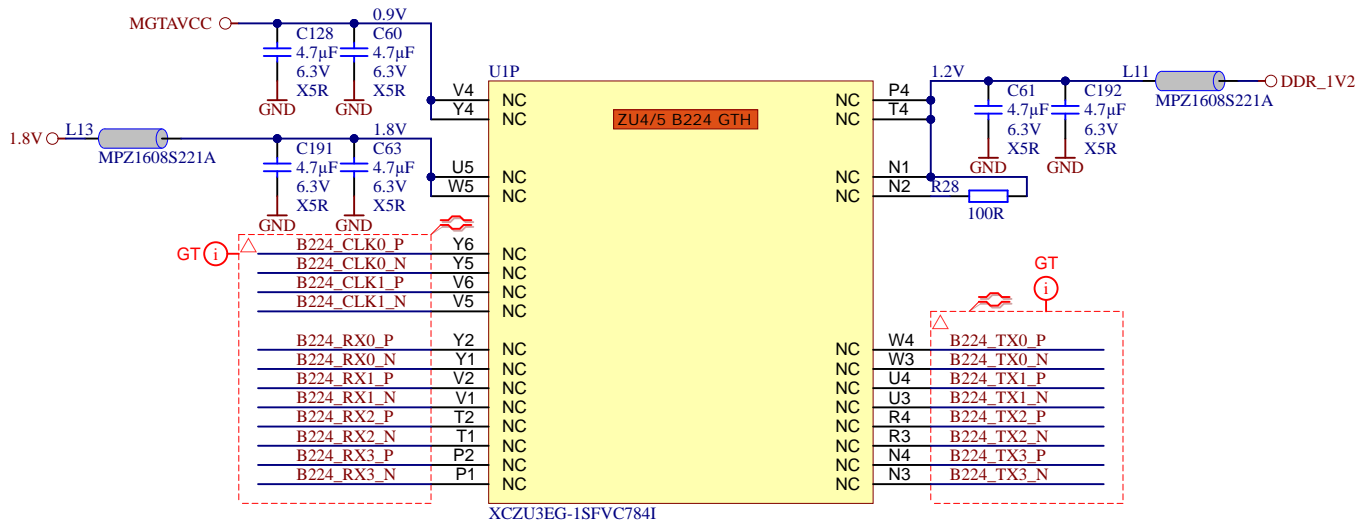 MGTAVCC
0.9V
C128
4.7µF
6.3V
X5R
GND
C60
4.7µF
6.3V
X5R
GND
1.8V
L13
MPZ1608S221A
1.8V
C191
4.7µF
6.3V
X5R
GND
C63
4.7µF
6.3V
X5R
GND
U1P
ZU4/5 B224 GTH
V4 NC
Y4 NC
U5 NC
W5 NC
GT i
B224_CLK0_P Y6 NC
B224_CLK0_N Y5 NC
B224_CLK1_P V6 NC
B224_CLK1_N V5 NC
B224_RX0_P Y2 NC
B224_RX0_N Y1 NC
B224_RX1_P V2 NC
B224_RX1_N V1 NC
B224_RX2_P T2 NC
B224_RX2_N T1 NC
B224_RX3_P P2 NC
B224_RX3_N P1 NC
NC P4
NC T4
NC N1
NC N2
R28
100R
1.2V
C61
4.7µF
6.3V
X5R
GND
C192
4.7µF
6.3V
X5R
GND
L11
MPZ1608S221A
DDR_1V2
GT
i
NC W4 B224_TX0_P
NC W3 B224_TX0_N
NC U4 B224_TX1_P
NC U3 B224_TX1_N
NC R4 B224_TX2_P
NC R3 B224_TX2_N
NC N4 B224_TX3_P
NC N3 B224_TX3_N
XCZU3EG-1SFVC784I